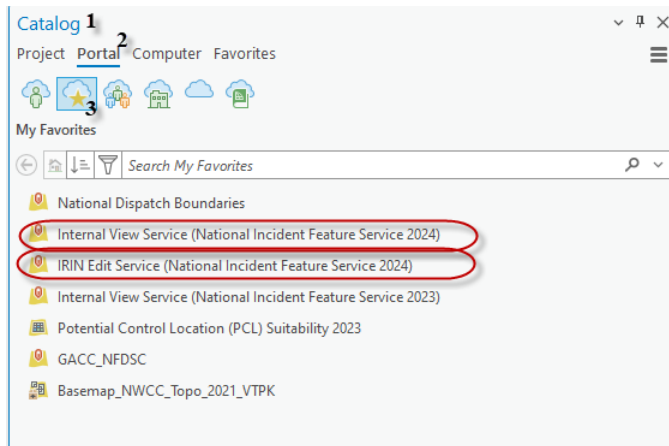 Catalog 1
Project Portal 2 Computer Favorites
3
My Favorites
Search My Favorites
National Dispatch Boundaries
Internal View Service (National Incident Feature Service 2024)
IRIN Edit Service (National Incident Feature Service 2024)
Internal View Service (National Incident Feature Service 2023)
Potential Control Location (PCL) Suitability 2023
GACC_NFDSC
Basemap_NWCC_Topo_2021_VTPK